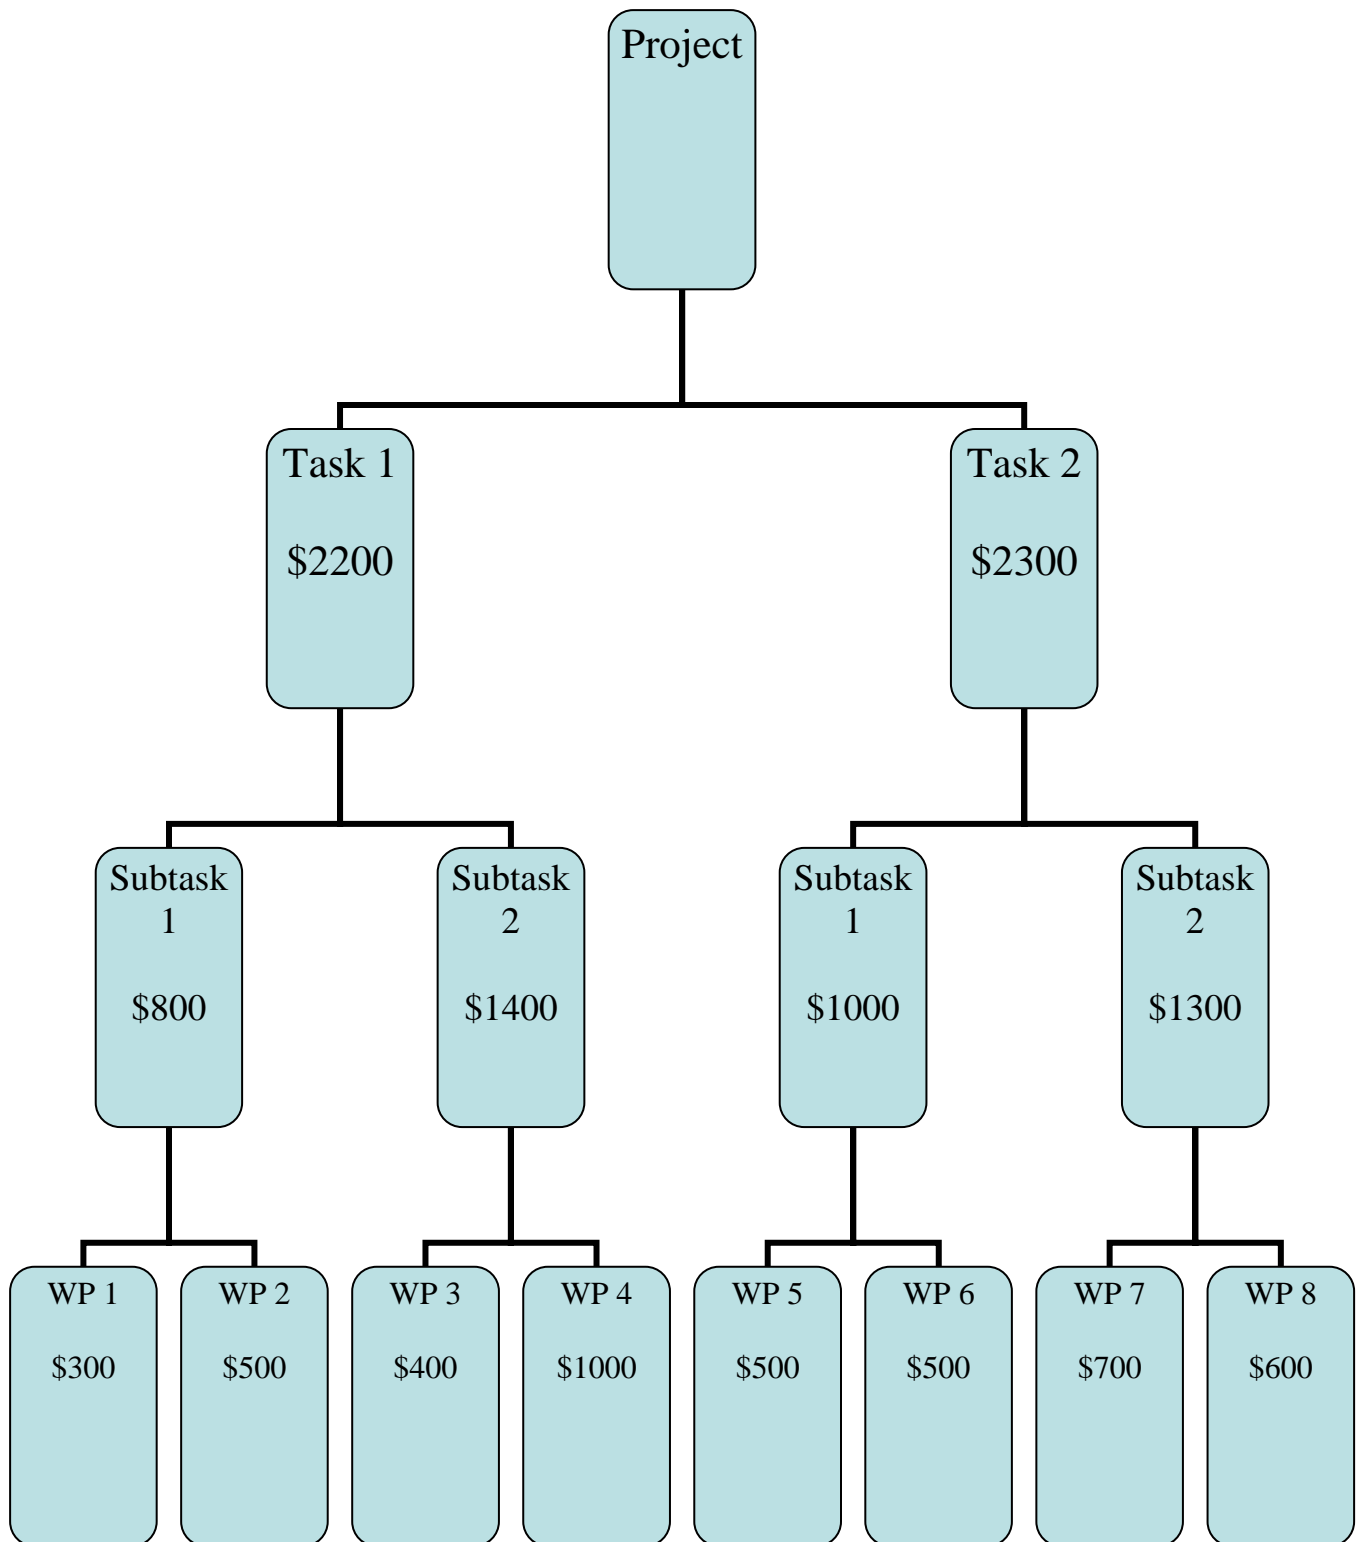 Project
Task 1
$2200
Task 2
$2300
Subtask
1
$800
Subtask
2
$1400
Subtask
1
$1000
Subtask
2
$1300
WP 1
$300
WP 2
$500
WP 3
$400
WP 4
$1000
WP 5
$500
WP 6
$500
WP 7
$700
WP 8
$600